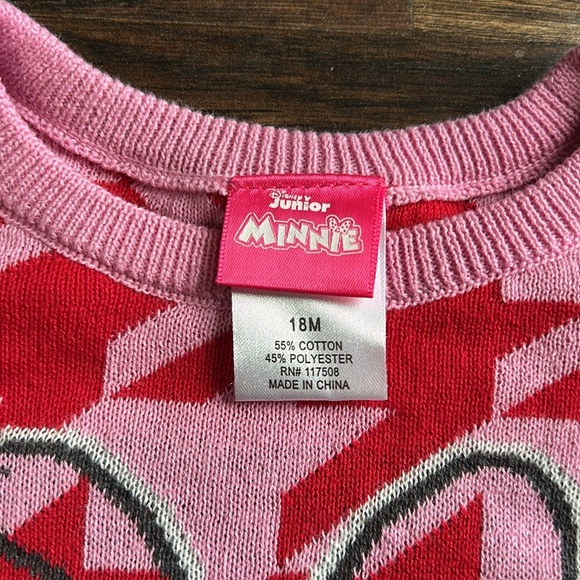 Disney
Junior
MINNIE
18M
55% COTTON
45% POLYESTER
RN# 117508
MADE IN CHINA